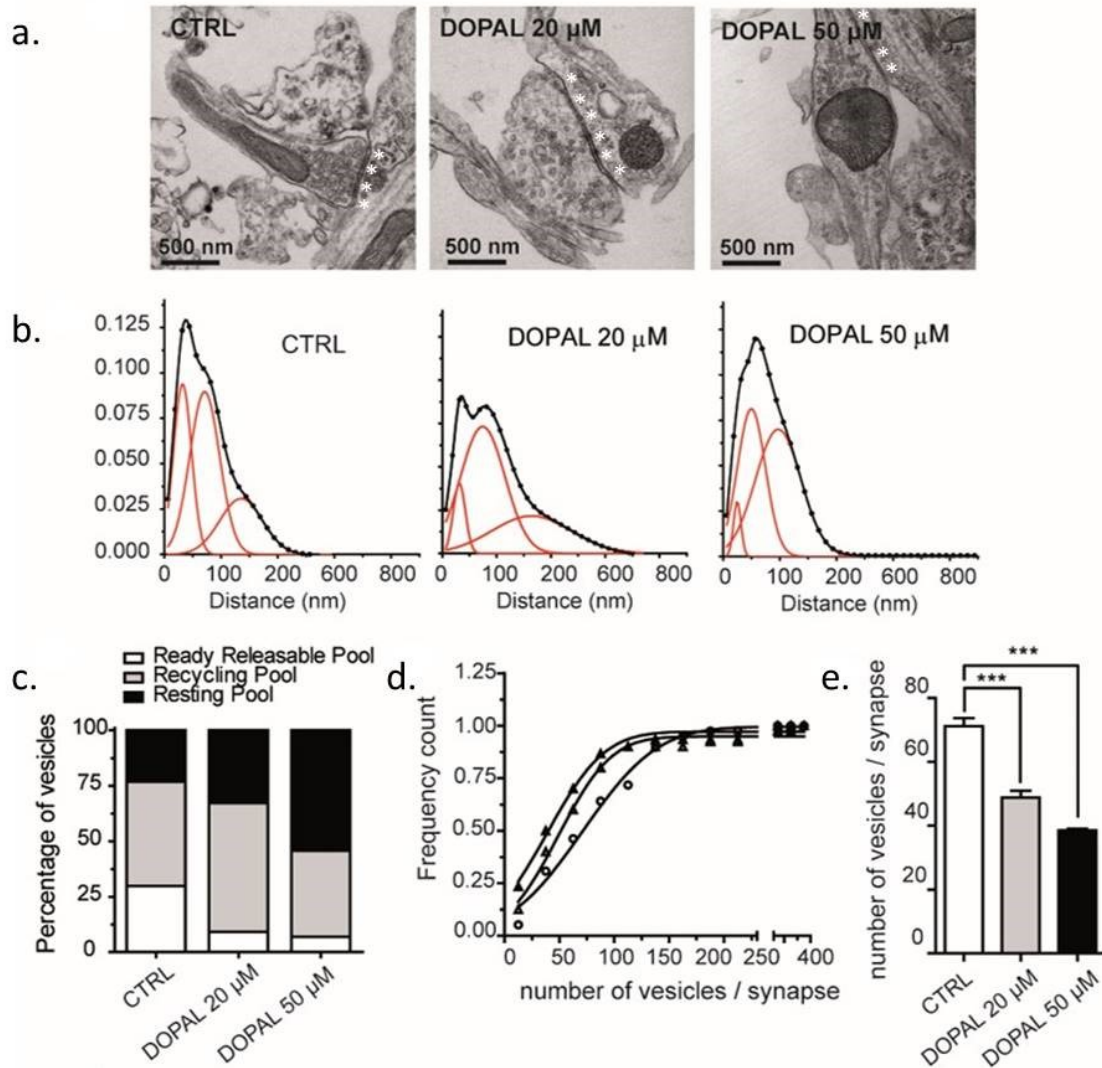 a.
CTRL
DOPAL 20 µM
DOPAL 50 µM
500 nm
500 nm
500 nm
b.
0.125
0.100
0.075
0.050
0.025
0.000
CTRL
DOPAL 20 µM
DOPAL 50 µM
0 100 200 600 800
0 100 200 600 800
0 100 200 600 800
Distance (nm)
Distance (nm)
Distance (nm)
Ready Releasable Pool
Recycling Pool
Resting Pool
c.
Percentage of vesicles
100
75
50
25
0
CTRL
DOPAL 20 µM
DOPAL 50 µM
d.
Frequency count
1.25
1.00
0.75
0.50
0.25
0.00
0 50 100 150 200 250 400
number of vesicles / synapse
e.
number of vesicles / synapse
80
60
40
20
0
***
***
CTRL
DOPAL 20 µM
DOPAL 50 µM